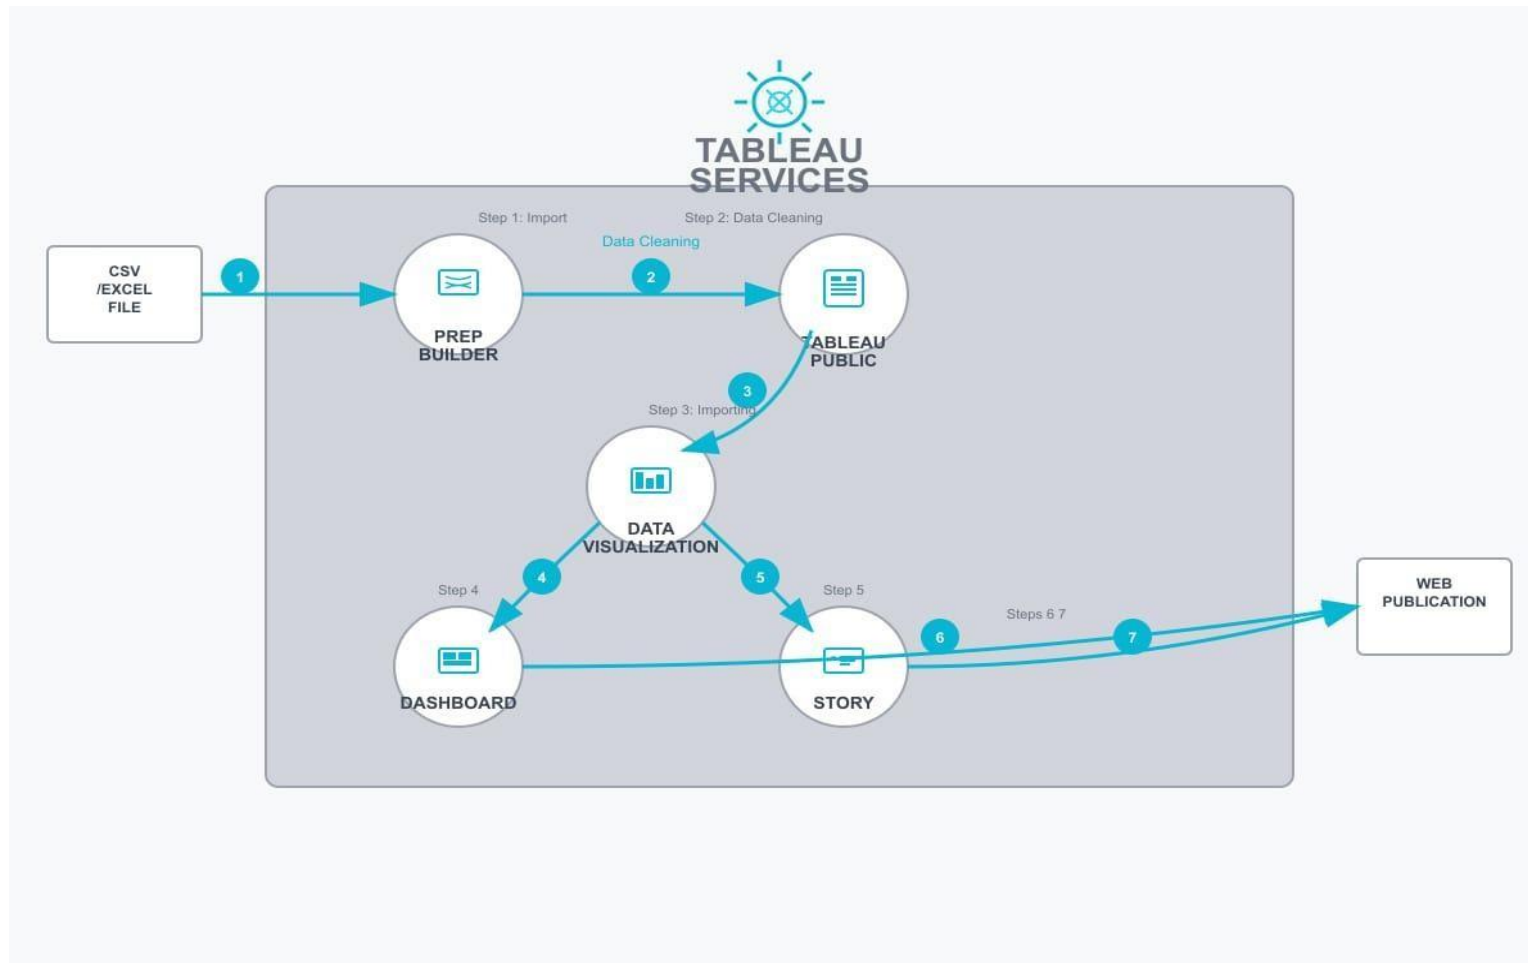 TABLEAU
SERVICES
Step 1: Import
Step 2: Data Cleaning
Data Cleaning
CSV
/EXCEL
FILE
1
2
PREP
BUILDER
TABLEAU
PUBLIC
3
Step 3: Importing
DATA
VISUALIZATION
4
5
Step 4
Step 5
Steps 6 7
WEB
PUBLICATION
6
7
DASHBOARD
STORY